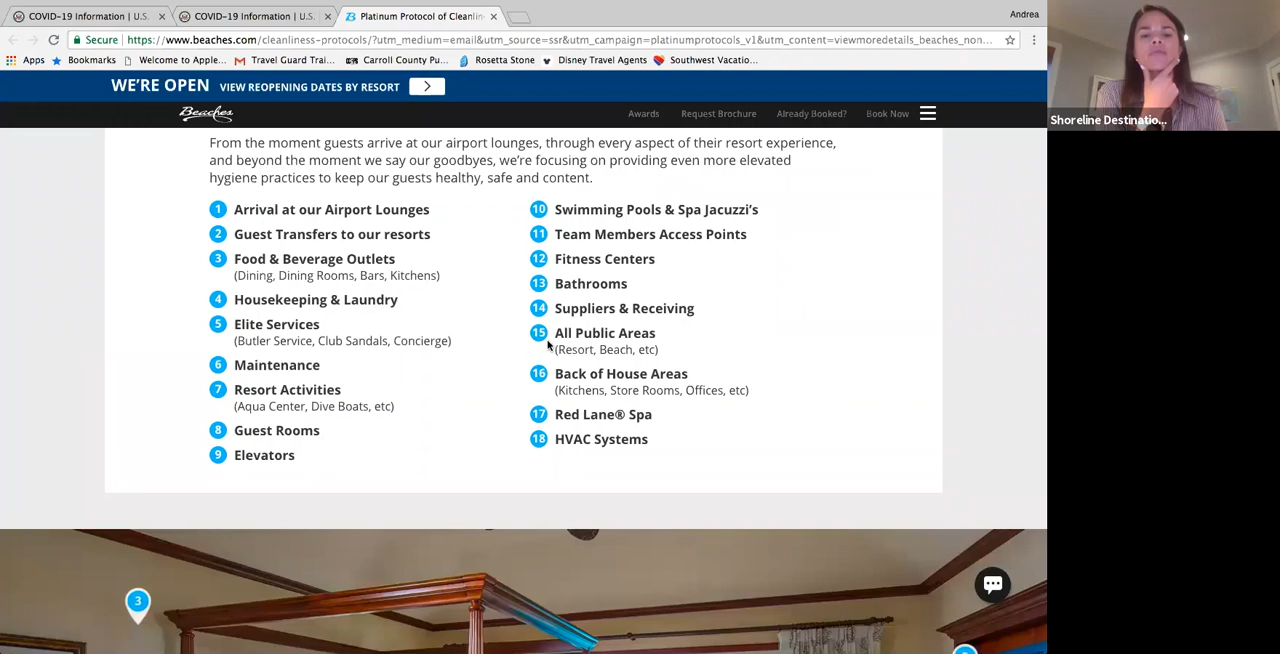 COVID-19 Information | U.S.
COVID-19 Information | U.S.
Platinum Protocol of Cleanlin
Andrea
Secure
https://www.beaches.com/cleanliness-protocols/?utm_medium=email&utm_source=ssr&utm_campaign=platinumprotocols_v1&utm_content=viewmoredetails_beaches_non...
Apps
Bookmarks
Welcome to Apple...
Travel Guard Trai...
Carroll County Pu...
Rosetta Stone
Disney Travel Agents
Southwest Vacatio...
WE'RE OPEN VIEW REOPENING DATES BY RESORT
Beaches
Awards
Request Brochure
Already Booked?
Book Now
From the moment guests arrive at our airport lounges, through every aspect of their resort experience,
and beyond the moment we say our goodbyes, we're focusing on providing even more elevated
hygiene practices to keep our guests healthy, safe and content.
1 Arrival at our Airport Lounges
2 Guest Transfers to our resorts
3 Food & Beverage Outlets
(Dining, Dining Rooms, Bars, Kitchens)
4 Housekeeping & Laundry
5 Elite Services
(Butler Service, Club Sandals, Concierge)
6 Maintenance
7 Resort Activities
(Aqua Center, Dive Boats, etc)
8 Guest Rooms
9 Elevators
10 Swimming Pools & Spa Jacuzzi's
11 Team Members Access Points
12 Fitness Centers
13 Bathrooms
14 Suppliers & Receiving
15 All Public Areas
(Resort, Beach, etc)
16 Back of House Areas
(Kitchens, Store Rooms, Offices, etc)
17 Red Lane® Spa
18 HVAC Systems
3
Shoreline Destinatio...